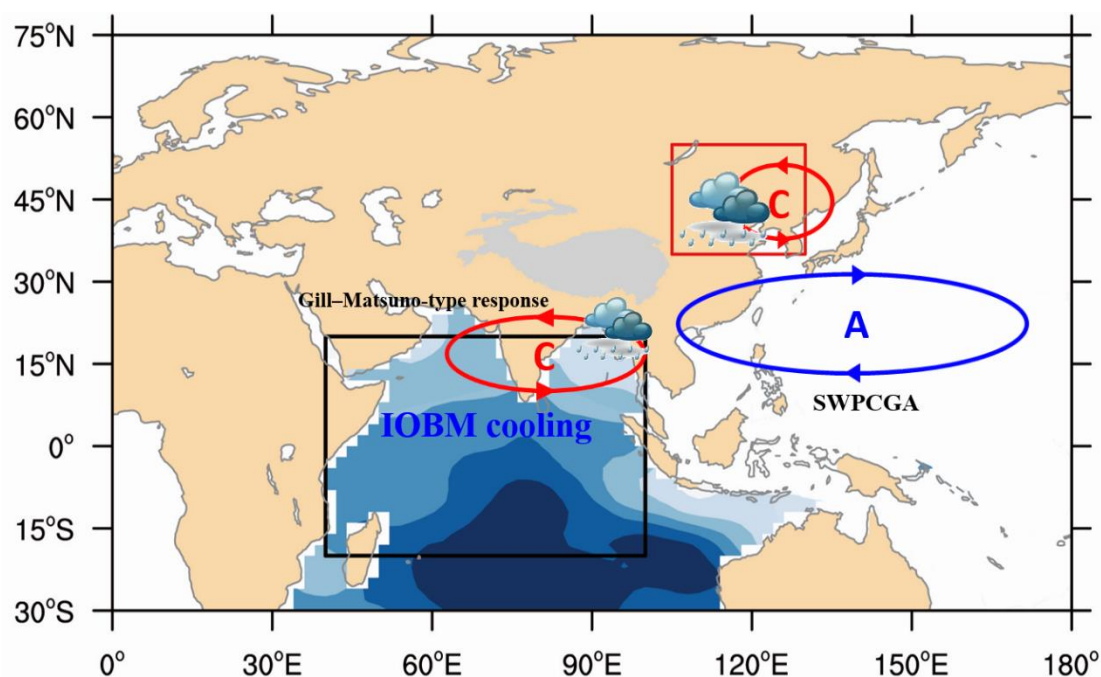 75°N
60°N
45°N
30°N
15°N
0°
15°S
30°S
C
Gill–Matsuno-type response
C
A
SWPCGA
IOBM cooling
0°
30°E
60°E
90°E
120°E
150°E
180°